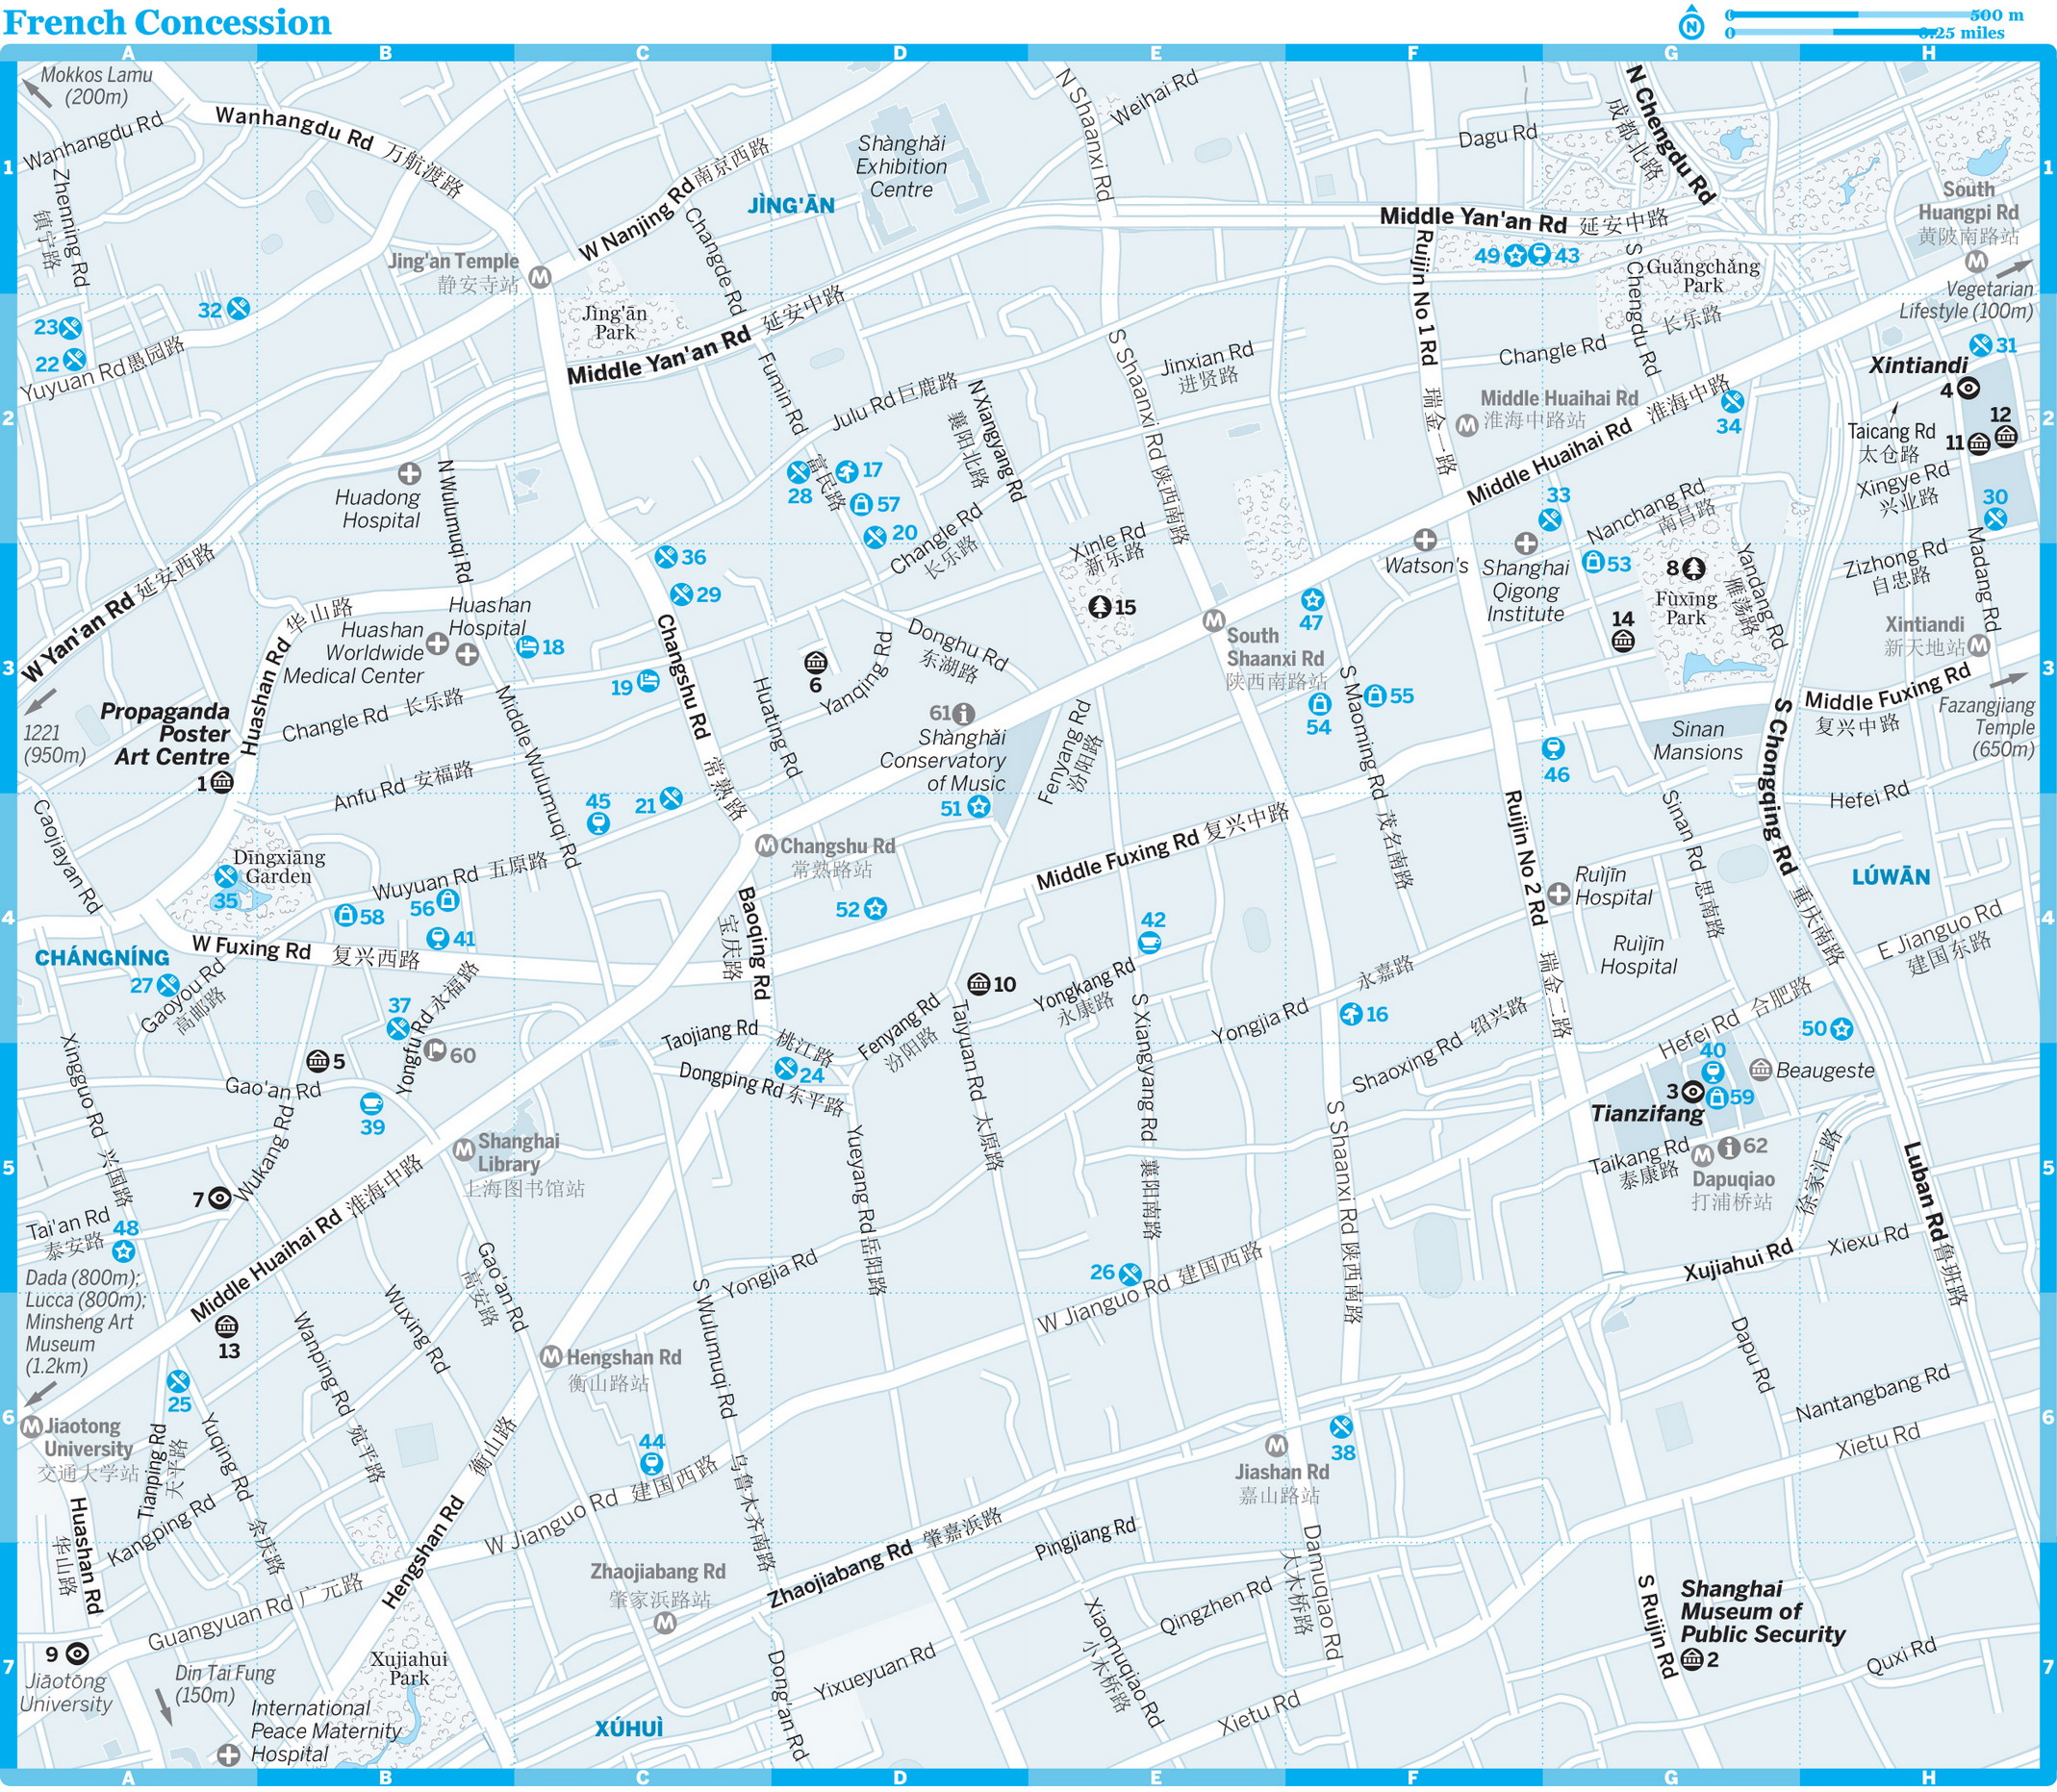 French Concession
0 500 m
0 0.25 miles
N
A B C D E F G H
1
2
3
4
5
6
7
Mokkos Lamu
(200m)
Wanhangdu Rd
Wanhangdu Rd 万航渡路
Zhenning Rd
镇宁路
W Nanjing Rd 南京西路
Changde Rd
JÌNG'ĀN
Shànghǎi
Exhibition
Centre
N Shaanxi Rd
Weihai Rd
Dagu Rd
N Chengdu Rd
成都北路
South
Huangpi Rd
黄陂南路站
Middle Yan'an Rd 延安中路
49 43
Guǎngchǎng
Park
S Chengdu Rd
Ruijin No 1 Rd 瑞金一路
Vegetarian
Lifestyle (100m)
Jing'an Temple
静安寺站
Jìng'ān
Park
Middle Yan'an Rd 延安中路
23
32
22
Yuyuan Rd 愚园路
Fumin Rd
富民路
Julu Rd 巨鹿路
N Xiangyang Rd
襄阳北路
S Shaanxi Rd 陕西南路
Jinxian Rd
进贤路
Changle Rd
长乐路
Middle Huaihai Rd
淮海中路站
Middle Huaihai Rd 淮海中路
34
31
Xintiandi
4
12
11
Taicang Rd
太仓路
Xingye Rd
兴业路
30
Huadong
Hospital
N Wulumuqi Rd
28
17
57
20
Changle Rd
长乐路
Xinle Rd
新乐路
33
Nanchang Rd
南昌路
Watson's
Shanghai
Qigong
Institute
53
8
Fùxīng
Park
Yandang Rd
雁荡路
Zizhong Rd
自忠路
Madang Rd
W Yan'an Rd 延安西路
36
29
15
47
14
Huashan Rd 华山路
Huashan
Hospital
Huashan
Worldwide
Medical Center
18
19
Changshu Rd 常熟路
6
Yanqing Rd
Donghu Rd
东湖路
Huating Rd
South
Shaanxi Rd
陕西南路站
54
55
S Maoming Rd 茂名南路
Xintiandi
新天地站
Middle Fuxing Rd
复兴中路
Fazangjiang
Temple
(650m)
1221
(950m)
Propaganda
Poster
Art Centre
1
Changle Rd 长乐路
Middle Wulumuqi Rd
Anfu Rd 安福路
61
Shànghǎi
Conservatory
of Music
51
Fenyang Rd
汾阳路
46
Sinan
Mansions
Sinan Rd 思南路
S Chongqing Rd 重庆南路
Hefei Rd
Caojiayan Rd
45
21
Changshu Rd
常熟路站
Middle Fuxing Rd 复兴中路
Ruijin No 2 Rd 瑞金二路
Ruìjīn
Hospital
Ruìjīn
Hospital
LÚWĀN
Dīngxiāng
Garden
35
Wuyuan Rd 五原路
56
58
41
W Fuxing Rd 复兴西路
CHÁNGNÍNG
27
Gaoyou Rd
高邮路
37
Yongfu Rd 永福路
60
Baoqing Rd
宝庆路
52
42
10
Yongkang Rd
永康路
Yongjia Rd 永嘉路
16
Shaoxing Rd 绍兴路
E Jianguo Rd
建国东路
Hefei Rd 合肥路
50
Taojiang Rd 桃江路
Fenyang Rd
汾阳路
Taiyuan Rd 太原路
S Xiangyang Rd 襄阳南路
Dongping Rd 东平路
24
5
Gao'an Rd
39
Xingguo Rd 兴国路
Wukang Rd
Shanghai
Library
上海图书馆站
Yueyang Rd 岳阳路
S Shaanxi Rd 陕西南路
40
3
59
Tianzifang
Beaugeste
62
Taikang Rd
泰康路
Dapuqiao
打浦桥站
徐家汇路
Luban Rd 鲁班路
7
Tai'an Rd
泰安路
48
Dada (800m);
Lucca (800m);
Minsheng Art
Museum
(1.2km)
Middle Huaihai Rd 淮海中路
13
25
Gao'an Rd
高安路
Wuxing Rd
Wanping Rd 宛平路
Yongjia Rd
S Wulumuqi Rd 乌鲁木齐南路
26
W Jianguo Rd 建国西路
Xujiahui Rd
Xiexu Rd
Dapu Rd
Nantangbang Rd
Xietu Rd
Jiaotong
University
交通大学站
Tianping Rd
天平路
Yuqing Rd 余庆路
Kangping Rd
Hengshan Rd
衡山路站
Hengshan Rd 衡山路
44
W Jianguo Rd 建国西路
38
Jiashan Rd
嘉山路站
Huashan Rd
华山路
Guangyuan Rd 广元路
Zhaojiabang Rd
肇家浜路站
Zhaojiabang Rd 肇嘉浜路
Pingjiang Rd
Damuqiao Rd
大木桥路
Qingzhen Rd
Xiaomuqiao Rd
小木桥路
S Ruijin Rd
Shanghai
Museum of
Public Security
2
Quxi Rd
9
Jiāotōng
University
Din Tai Fung
(150m)
International
Peace Maternity
Hospital
Xujiahui
Park
XÚHUÌ
Dong'an Rd
Yixueyuan Rd
Xietu Rd
A B C D E F G H